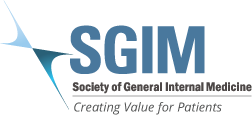 SGIM
Society of General Internal Medicine
Creating Value for Patients